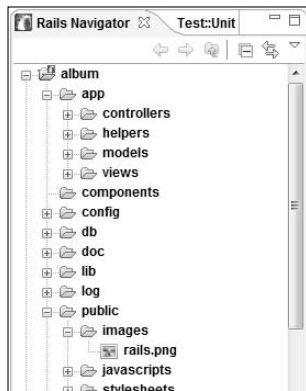 Rails Navigator Test::Unit
album
app
controllers
helpers
models
views
components
config
db
doc
lib
log
public
images
rails.png
javascripts
stylesheets